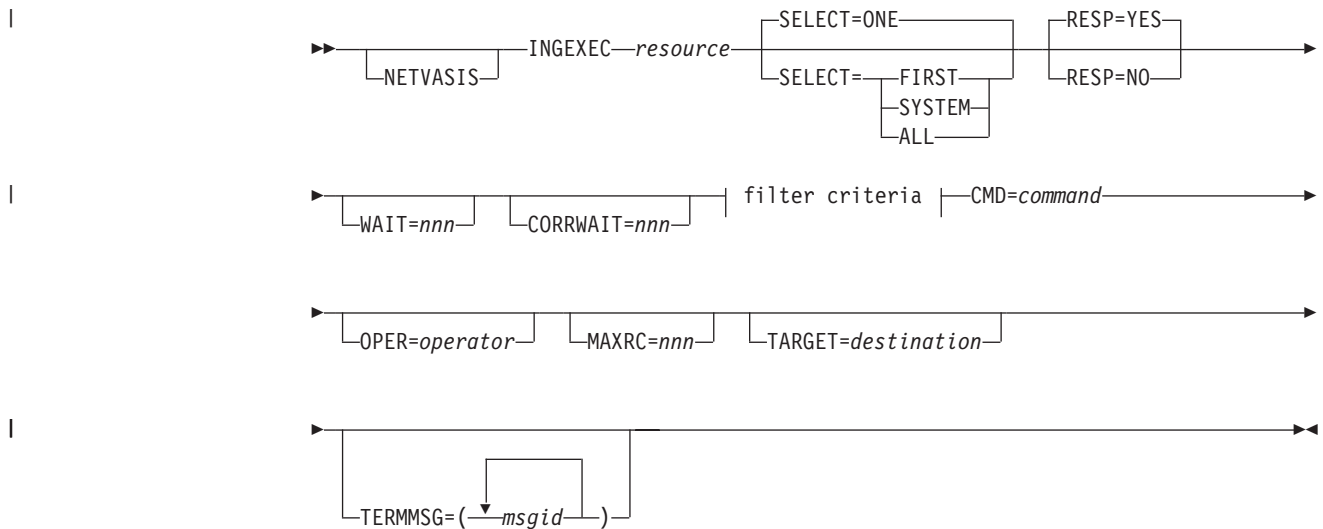 | SELECT=ONE RESP=YES
INGEXEC resource
NETVASIS SELECT= FIRST RESP=NO
SYSTEM
ALL
| filter criteria CMD=command
WAIT=nnn CORRWAIT=nnn
OPER=operator MAXRC=nnn TARGET=destination
|
TERMMSG=( msgid )